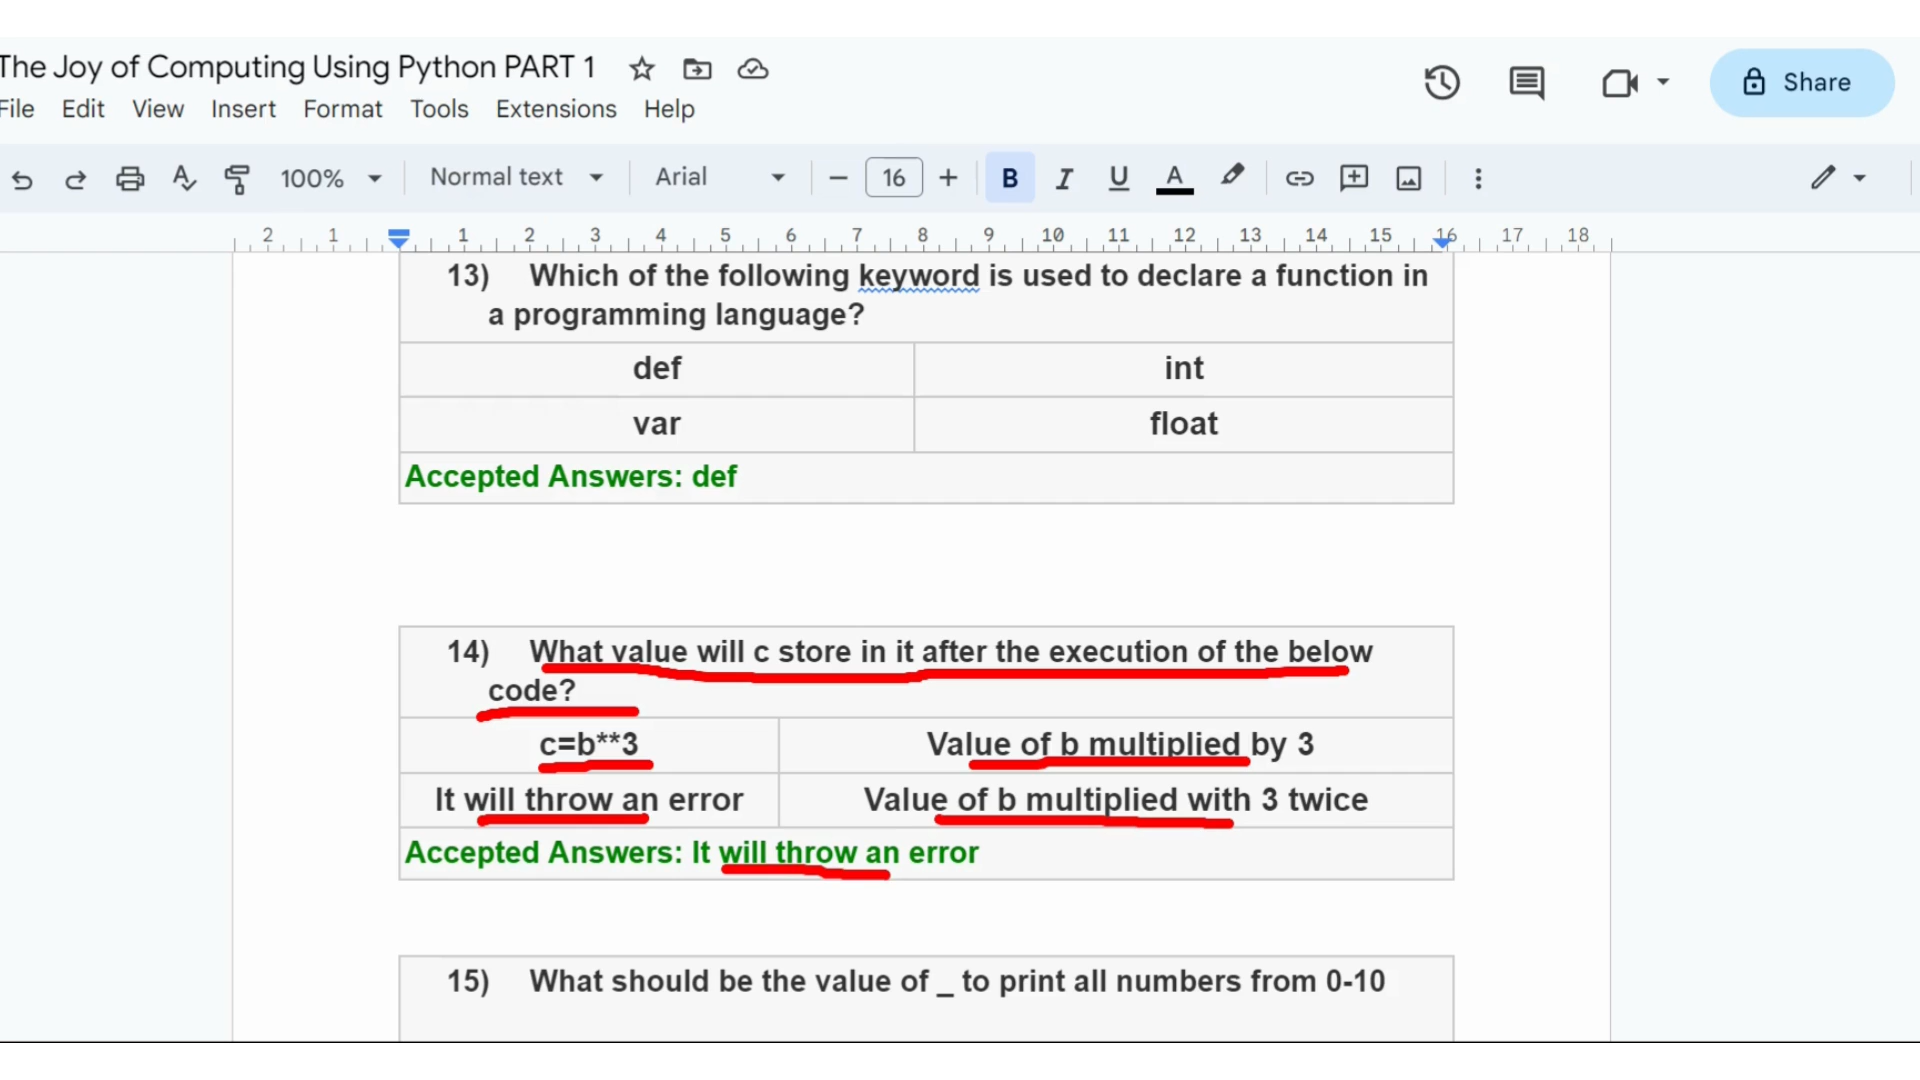 The Joy of Computing Using Python PART 1
File Edit View Insert Format Tools Extensions Help
Share
100% Normal text Arial 16 B I U A
2 1 1 2 3 4 5 6 7 8 9 10 11 12 13 14 15 16 17 18
13) Which of the following keyword is used to declare a function in
a programming language?
def int
var float
Accepted Answers: def
14) What value will c store in it after the execution of the below
code?
c=b**3 Value of b multiplied by 3
It will throw an error Value of b multiplied with 3 twice
Accepted Answers: It will throw an error
15) What should be the value of _ to print all numbers from 0-10